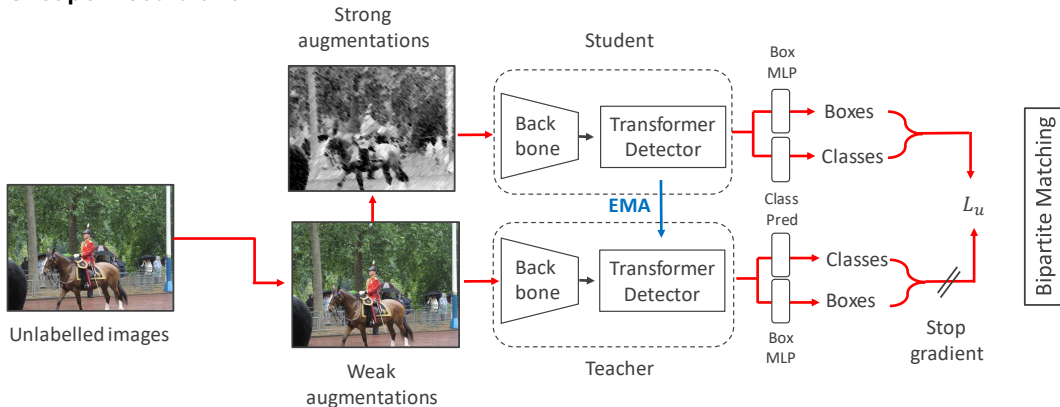 Strong
augmentations
Student
Box
MLP
Back
bone
Transformer
Detector
Boxes
Classes
Class
Pred
EMA
L_u
Bipartite Matching
Unlabelled images
Back
bone
Transformer
Detector
Classes
Boxes
Box
MLP
Stop
gradient
Weak
augmentations
Teacher